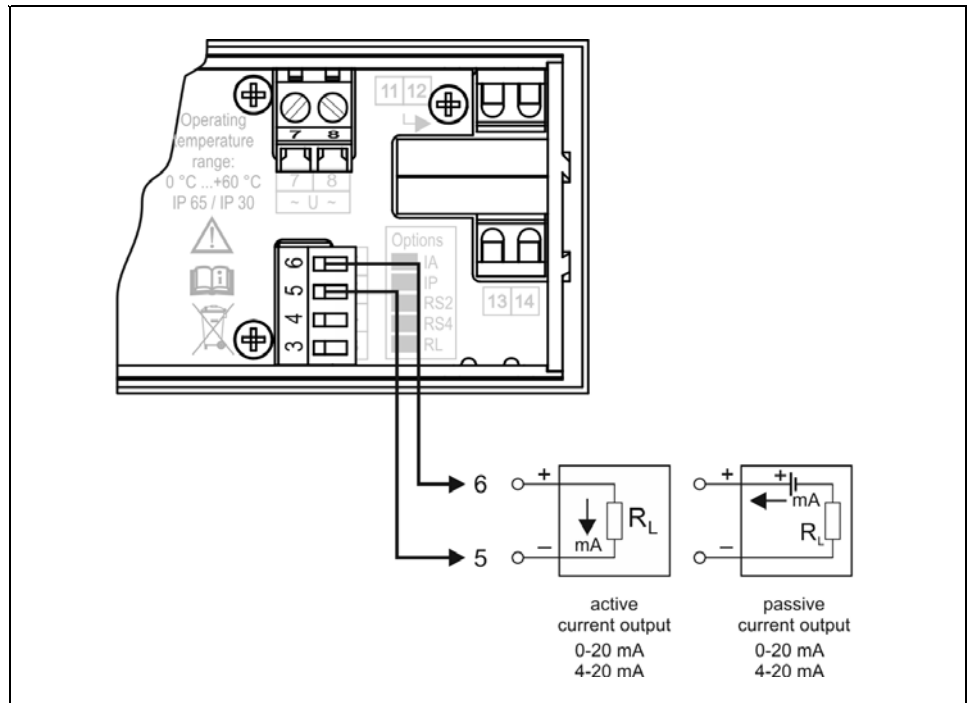 11 12
Operating
temperature
range:
0 °C ...+60 °C
IP 65 / IP 30
7 8
7 8
~ U ~
6
5
4
3
Options
IA
IP
RS2
RS4
RL
13 14
6
5
+
–
mA
RL
+
–
+
mA
RL
active
current output
0-20 mA
4-20 mA
passive
current output
0-20 mA
4-20 mA